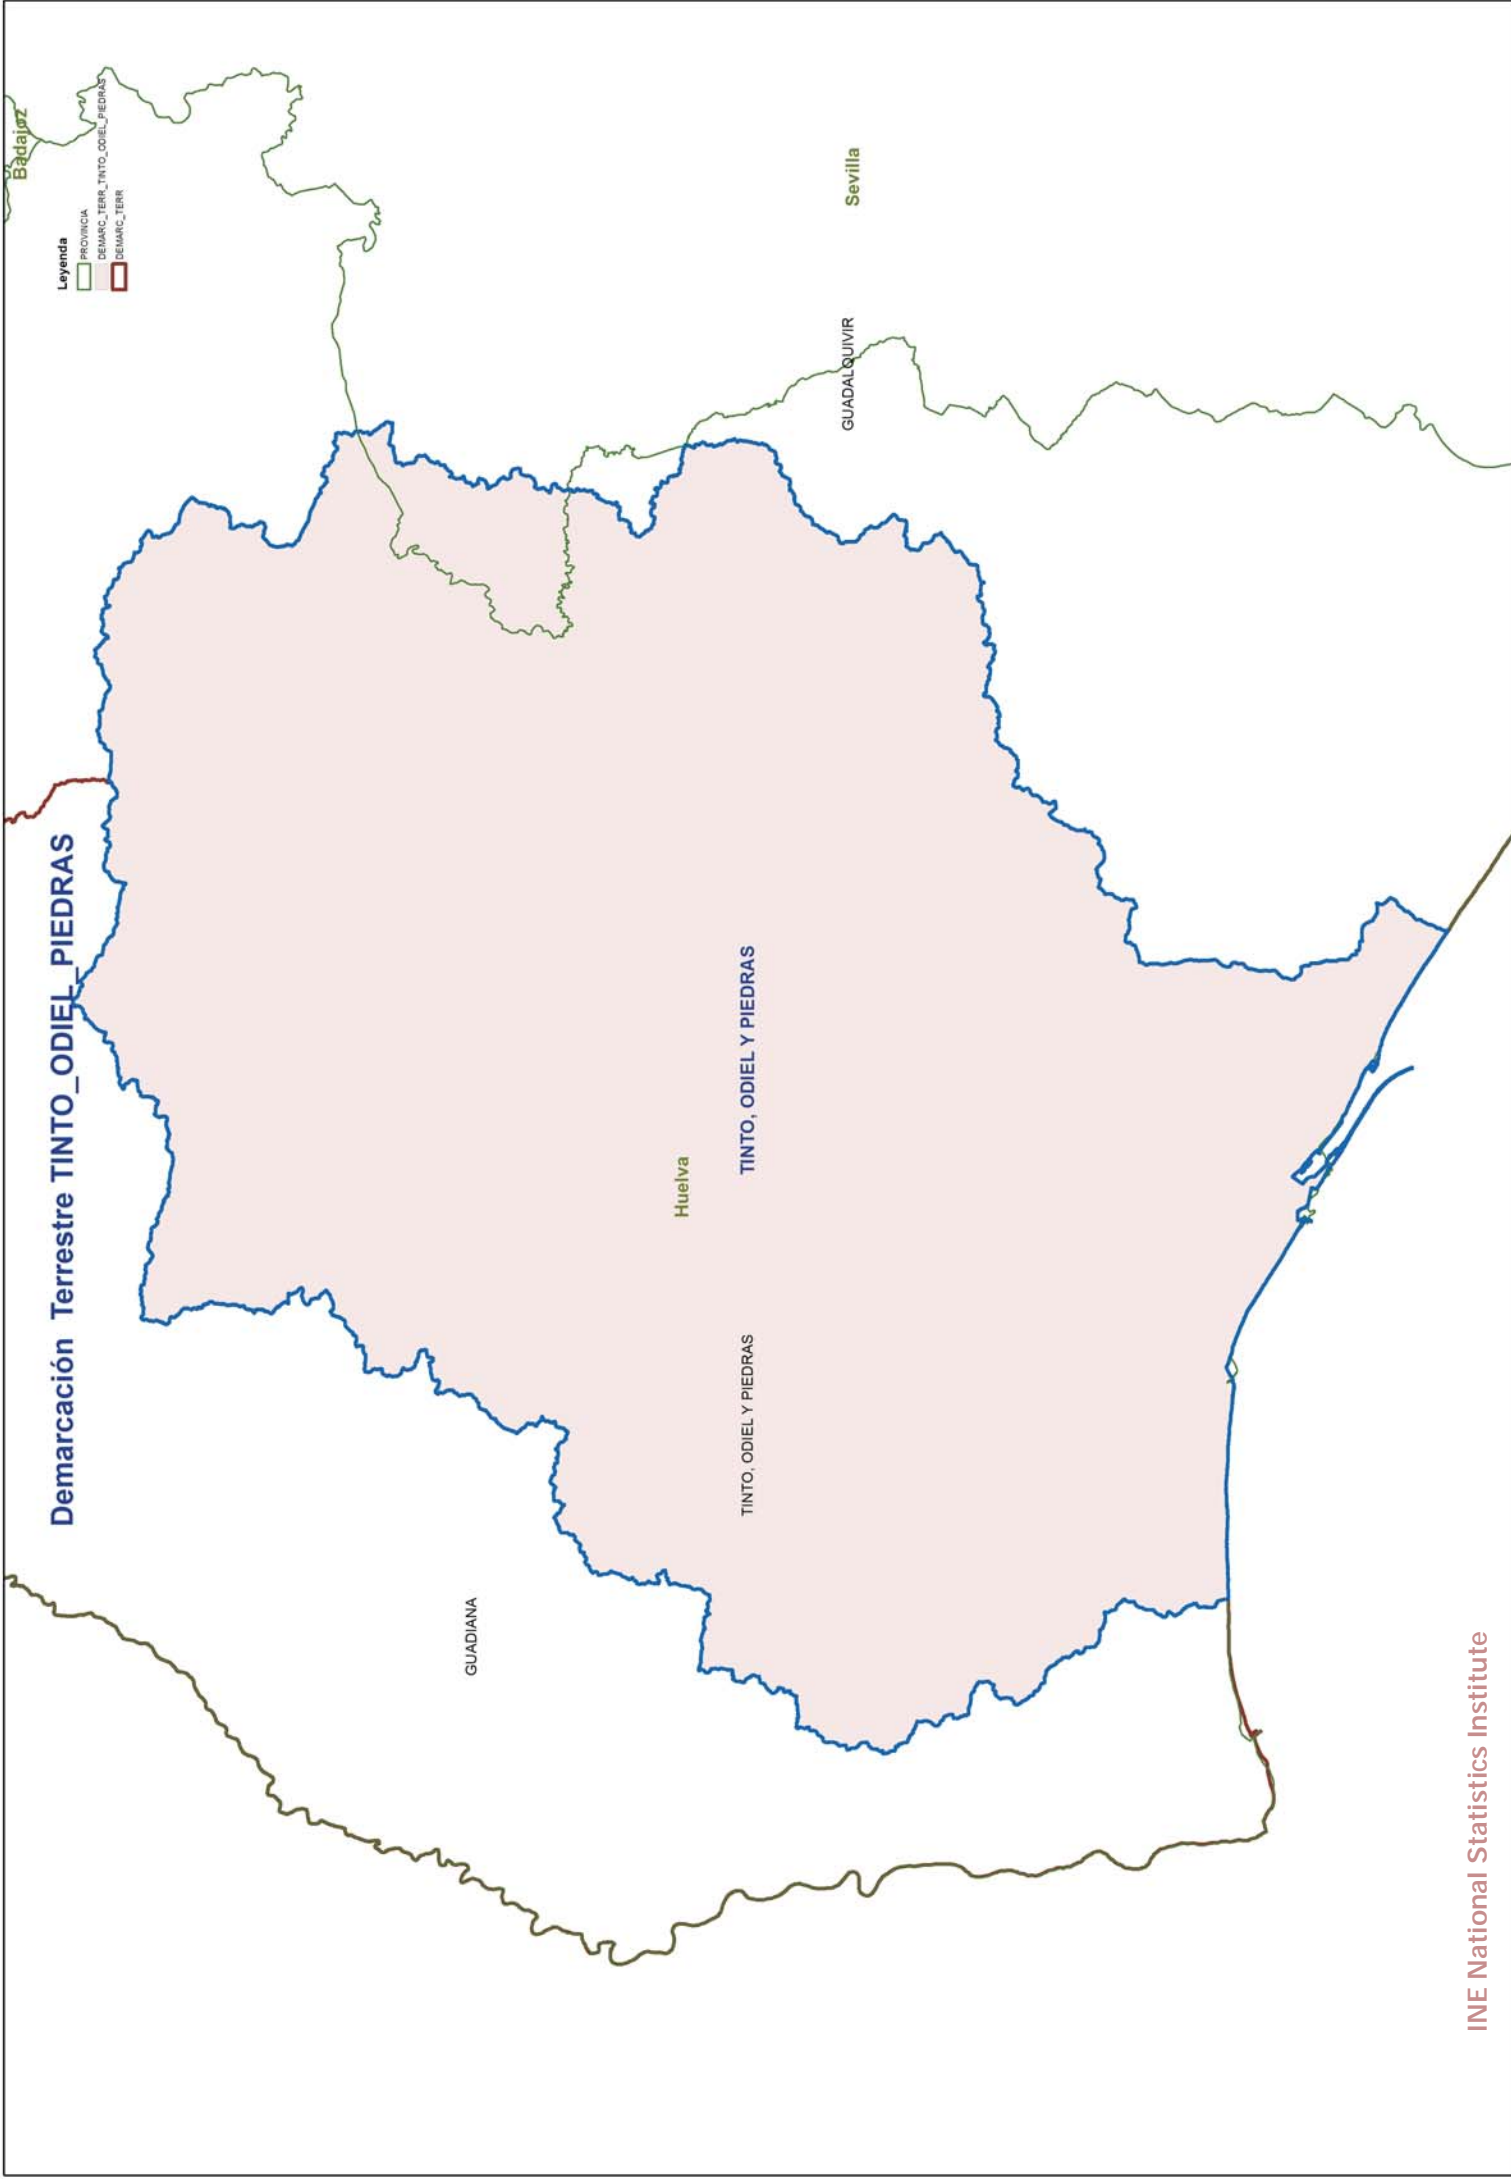 Demarcación Terrestre TINTO_ODIEL_PIEDRAS
Badajoz
Leyenda
PROVINCIA
DEMARC_TERR_TINTO_ODIEL_PIEDRAS
DEMARC_TERR
GUADIANA
Huelva
TINTO, ODIEL Y PIEDRAS
TINTO, ODIEL Y PIEDRAS
GUADALQUIVIR
Sevilla
INE National Statistics Institute